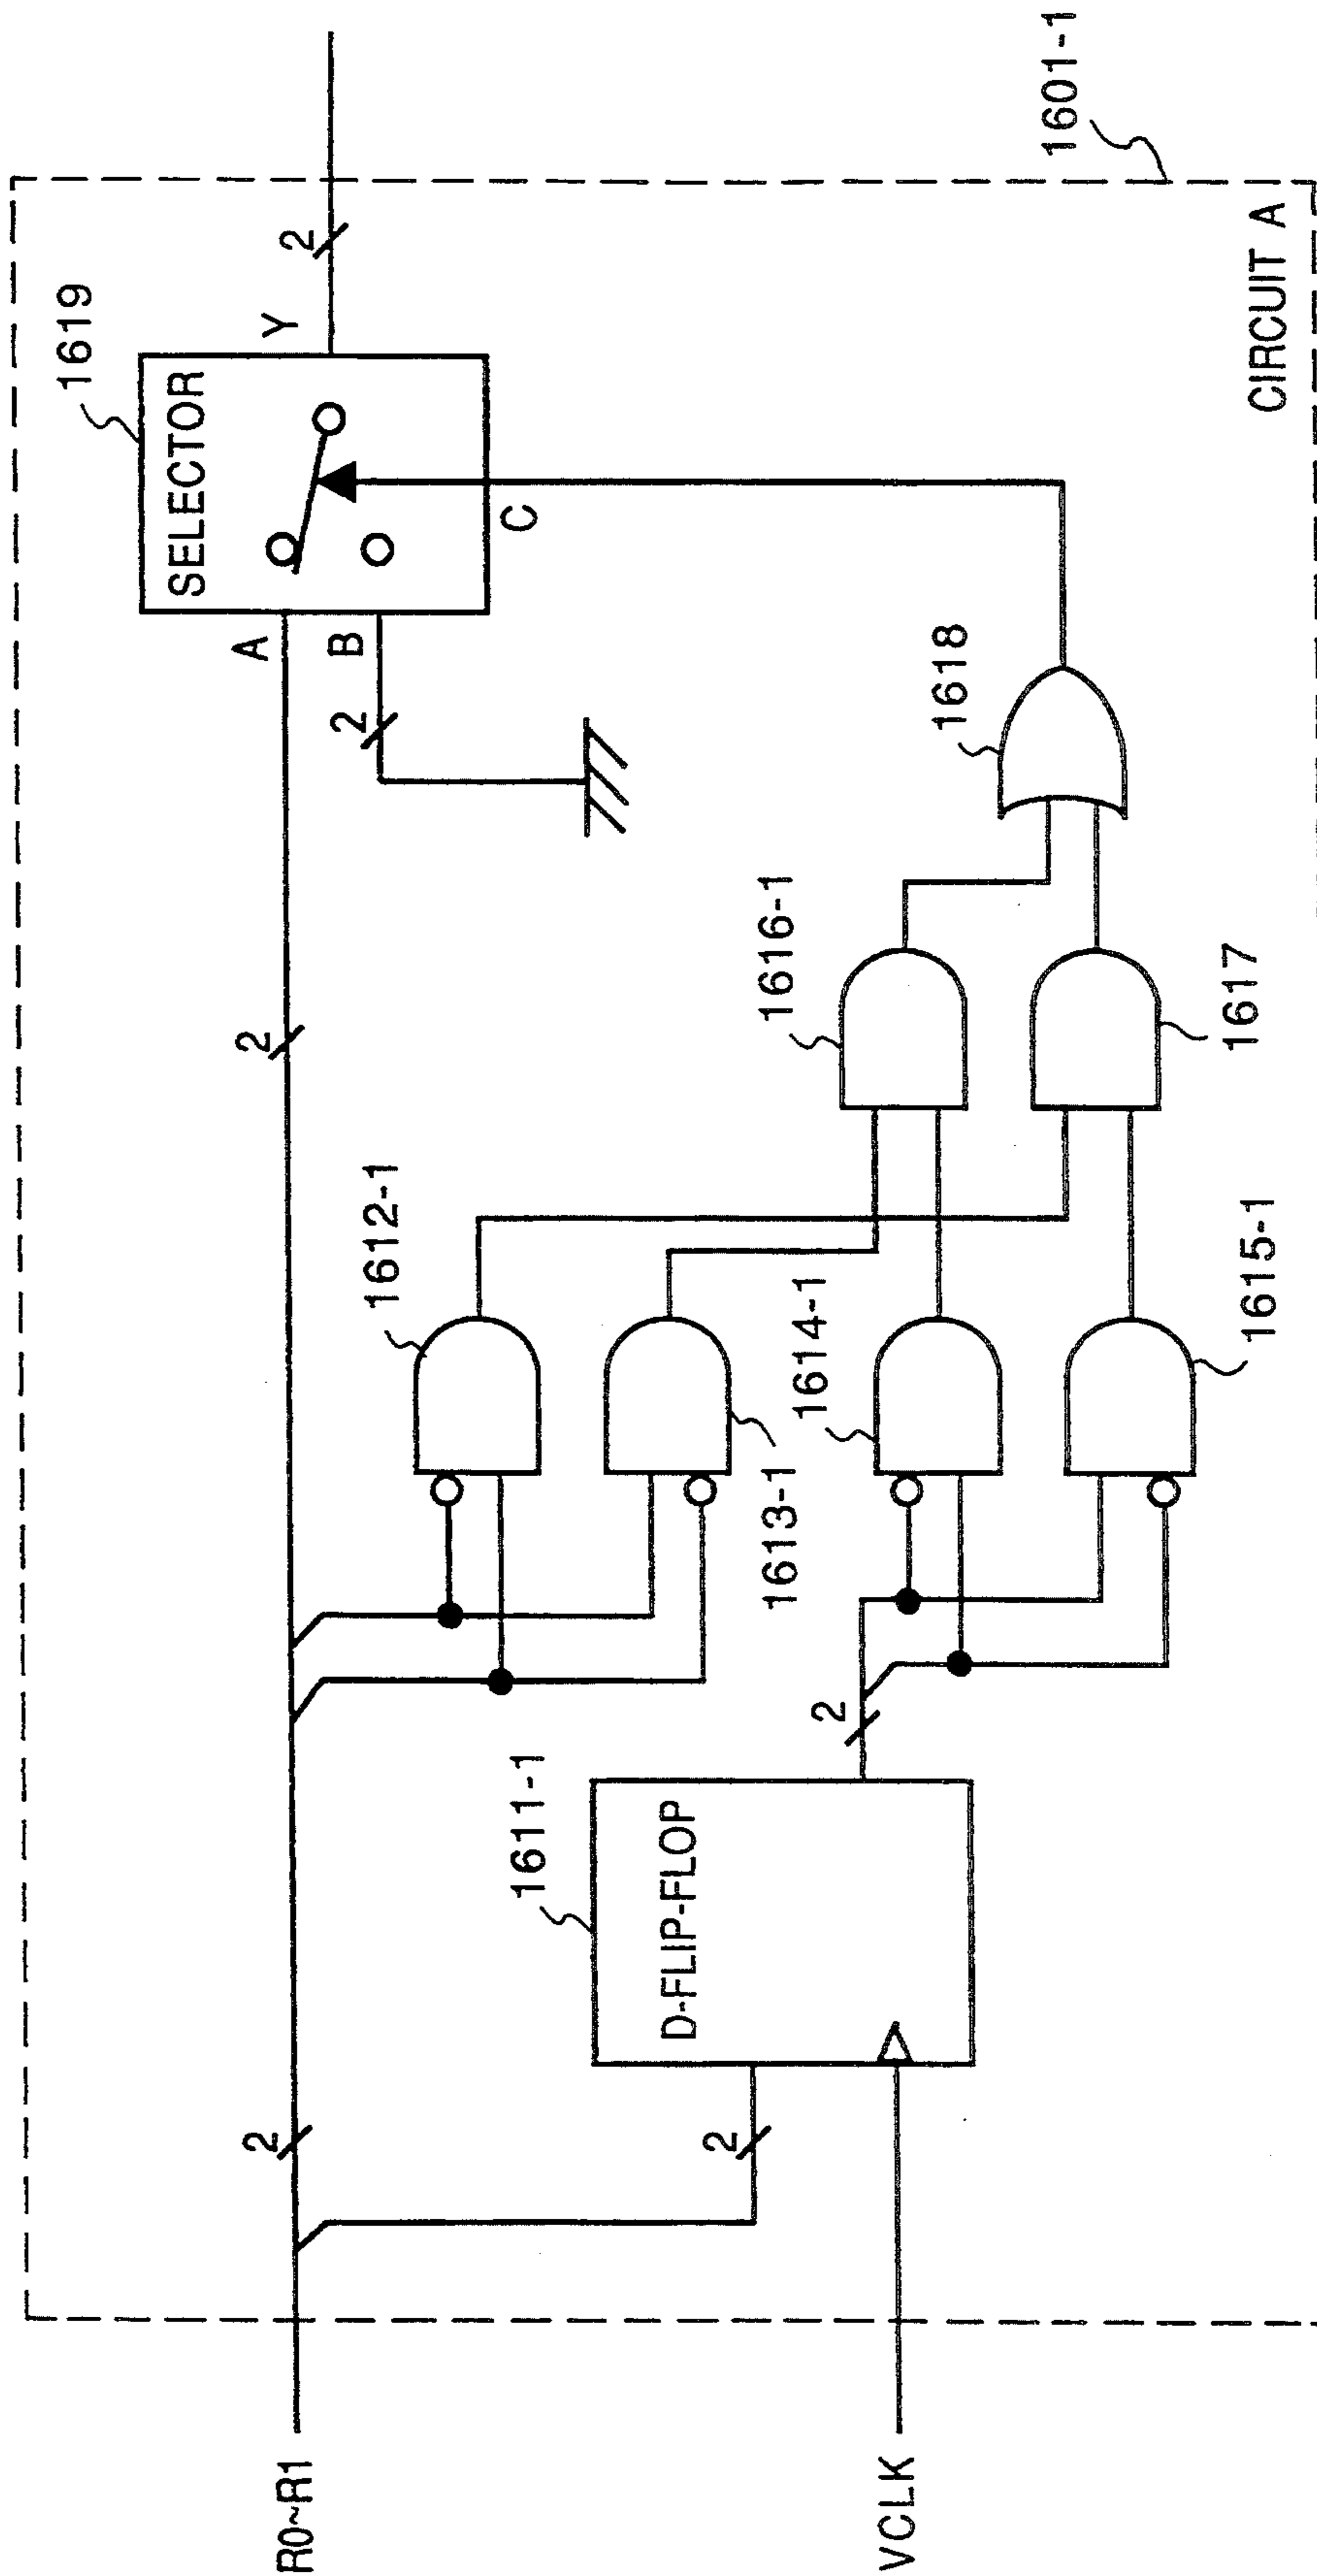 1619
SELECTOR
A
B
C
Y
2
2
2
2
2
2
1612-1
1613-1
1614-1
1615-1
1616-1
1617
1618
1611-1
D-FLIP-FLOP
R0~R1
VCLK
CIRCUIT A
1601-1